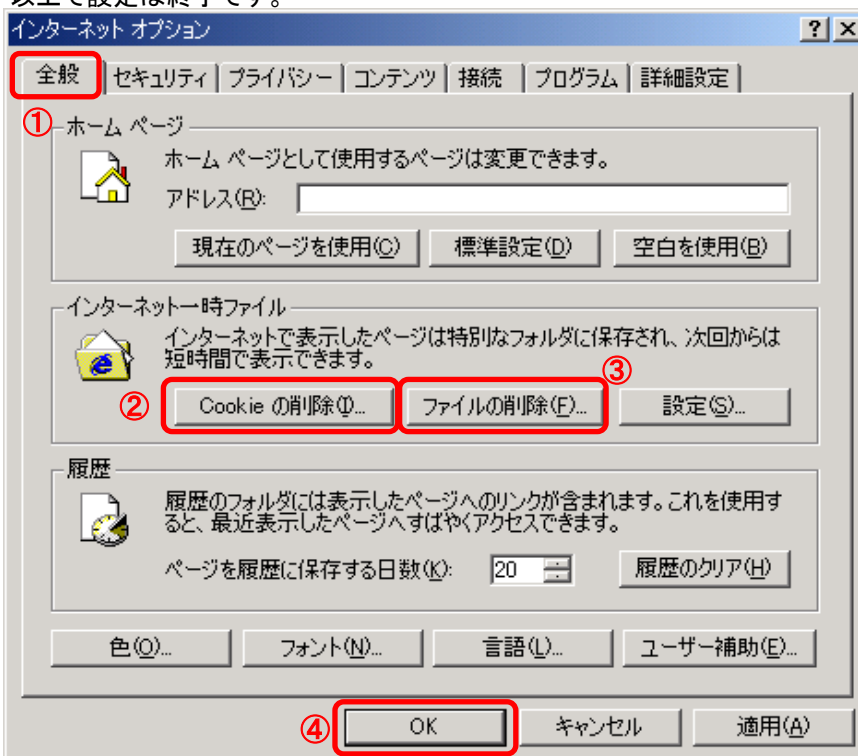 以上で設定は終了です。
インターネット オプション ? ×
全般 セキュリティ プライバシー コンテンツ 接続 プログラム 詳細設定
①
ホーム ページ
ホーム ページとして使用するページは変更できます。
アドレス(R):
現在のページを使用(C) 標準設定(D) 空白を使用(B)
インターネット一時ファイル
インターネットで表示したページは特別なフォルダに保存され、次回からは
短時間で表示できます。
③
② Cookie の削除(I)... ファイルの削除(F)... 設定(S)...
履歴
履歴のフォルダには表示したページへのリンクが含まれます。これを使用す
ると、最近表示したページへすばやくアクセスできます。
ページを履歴に保存する日数(K): 20 履歴のクリア(H)
色(O)... フォント(N)... 言語(L)... ユーザー補助(E)...
④ OK キャンセル 適用(A)